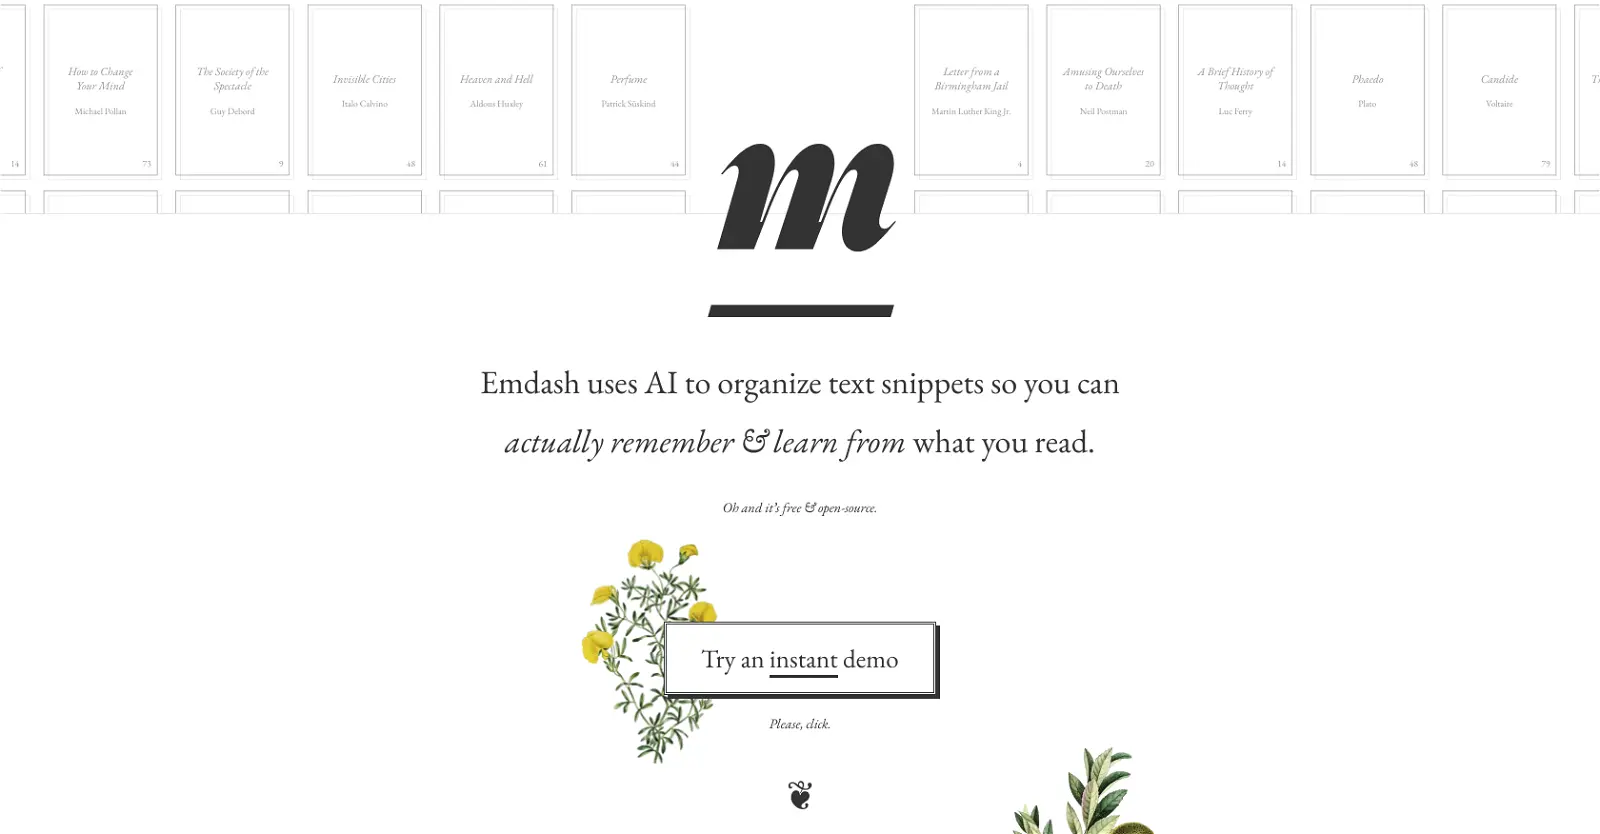 How to Change
Your Mind
Michael Pollan
73
The Society of the
Spectacle
Guy Debord
9
Invisible Cities
Italo Calvino
48
Heaven and Hell
Aldous Huxley
61
Perfume
Patrick Süskind
44
Letter from a
Birmingham Jail
Martin Luther King Jr.
4
Amusing Ourselves
to Death
Neil Postman
20
A Brief History of
Thought
Luc Ferry
14
Phaedo
Plato
48
Candide
Voltaire
79
14
m
Emdash uses AI to organize text snippets so you can
actually remember & learn from what you read.
Oh and it's free & open-source.
Try an instant demo
Please, click.